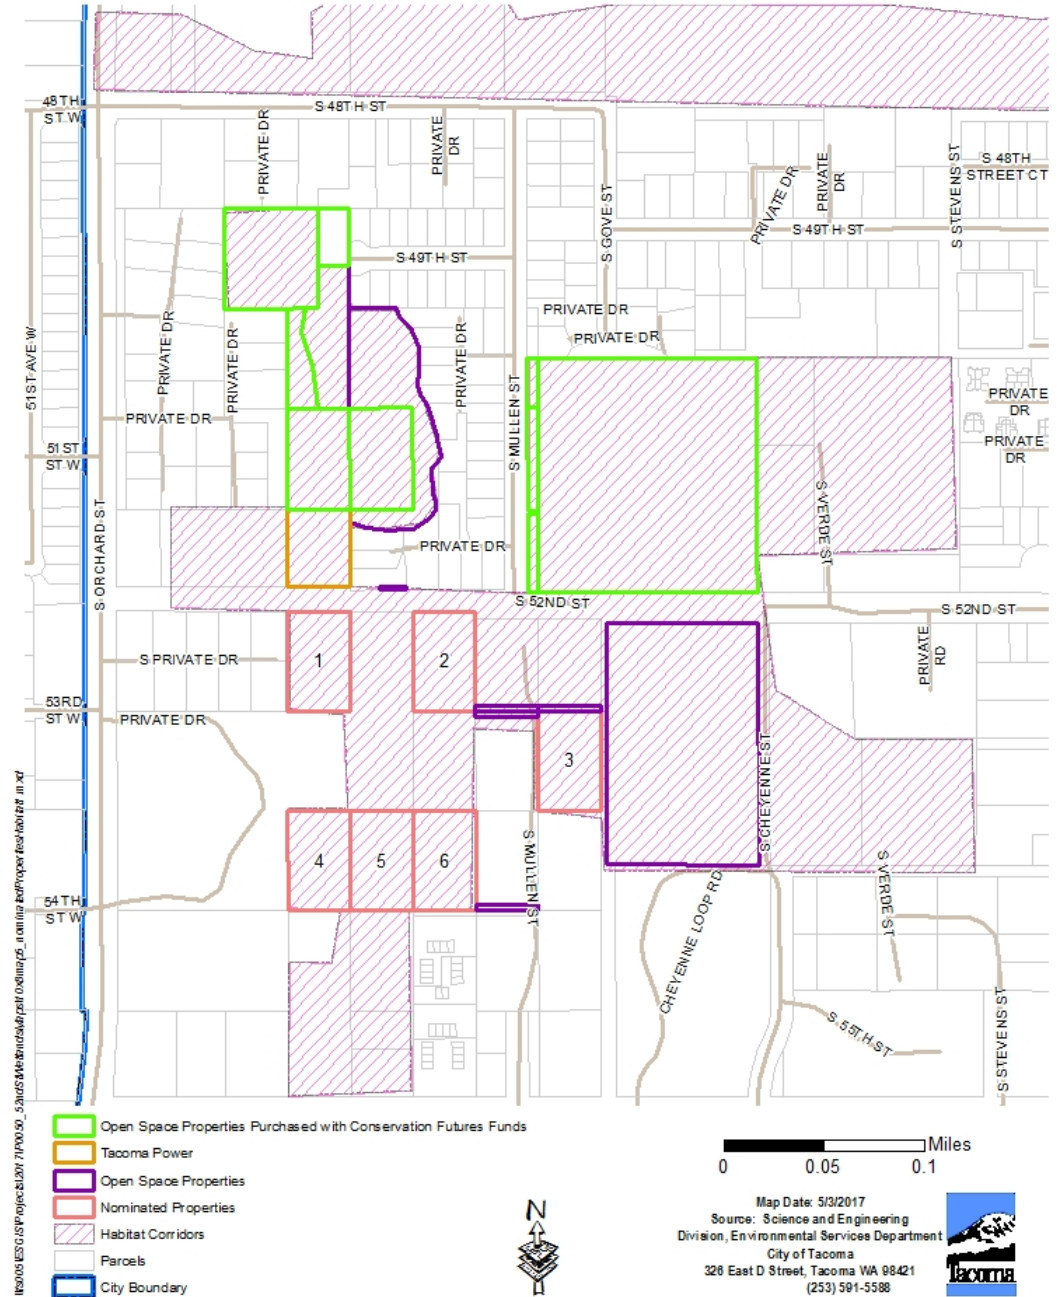 48TH
ST W
S 48TH ST
PRIVATE DR
PRIVATE
DR
S GOVE ST
PRIVATE DR
PRIVATE
DR
S STEVENS ST
S 48TH
STREET CT
S 49TH ST
S 49TH ST
51ST AVE W
PRIVATE DR
PRIVATE DR
PRIVATE DR
PRIVATE DR
PRIVATE DR
S MULLEN ST
PRIVATE DR
51ST
ST W
PRIVATE
DR
PRIVATE
DR
S ORCHARD ST
S VERDE ST
PRIVATE DR
S 52ND ST
S 52ND ST
S PRIVATE DR
1
2
PRIVATE
RD
53RD
ST W
PRIVATE DR
3
S CHEYENNE ST
4
5
6
S MULLEN ST
S VERDE ST
54TH
ST W
CHEYENNE LOOP RD
S 55TH ST
S STEVENS ST
Open Space Properties Purchased with Conservation Futures Funds
Tacoma Power
Open Space Properties
Nominated Properties
Habitat Corridors
Parcels
City Boundary
N
Miles
0
0.05
0.1
Map Date: 5/3/2017
Source: Science and Engineering
Division, Environmental Services Department
City of Tacoma
326 East D Street, Tacoma WA 98421
(253) 591-5588
Tacoma